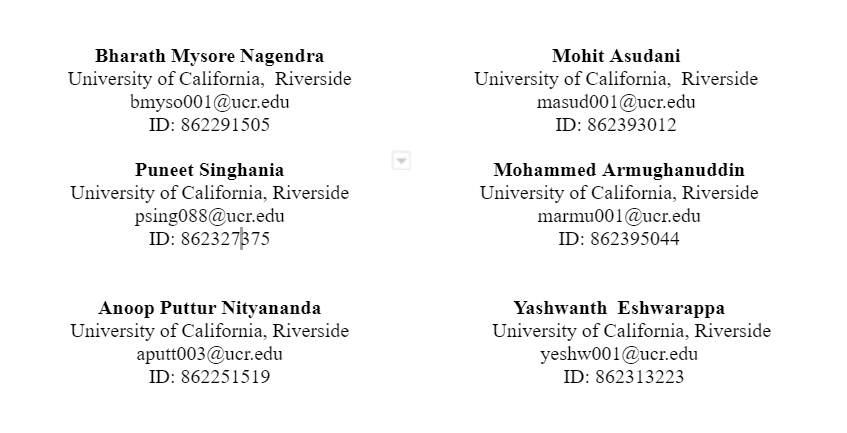 Bharath Mysore Nagendra
University of California,  Riverside
bmyso001@ucr.edu
ID: 862291505
Mohit Asudani
University of California,  Riverside
masud001@ucr.edu
ID: 862393012
Puneet Singhania
University of California, Riverside
psing088@ucr.edu
ID: 862327375
Mohammed Armughanuddin
University of California, Riverside
marmu001@ucr.edu
ID: 862395044
Anoop Puttur Nityananda
University of California, Riverside
aputt003@ucr.edu
ID: 862251519
Yashwanth  Eshwarappa
University of California, Riverside
yeshw001@ucr.edu
ID: 862313223